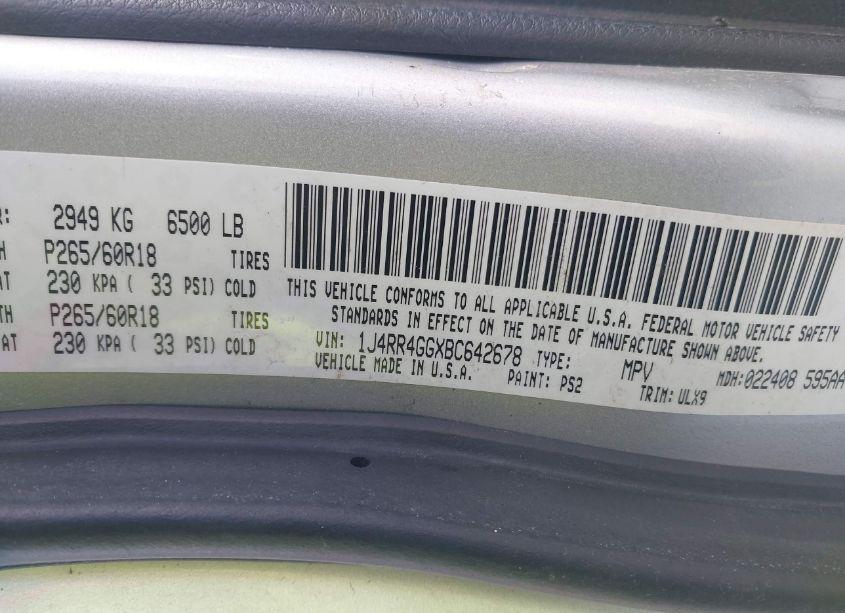 R: 2949 KG 6500 LB
H P265/60R18 TIRES
AT 230 KPA ( 33 PSI) COLD
TH P265/60R18 TIRES
AT 230 KPA ( 33 PSI) COLD
THIS VEHICLE CONFORMS TO ALL APPLICABLE U.S.A. FEDERAL MOTOR VEHICLE SAFETY
STANDARDS IN EFFECT ON THE DATE OF MANUFACTURE SHOWN ABOVE.
VIN: 1J4RR4GGXBC642678 TYPE: MPV MDH:022408 595AA
VEHICLE MADE IN U.S.A. PAINT: PS2 TRIM: ULX9